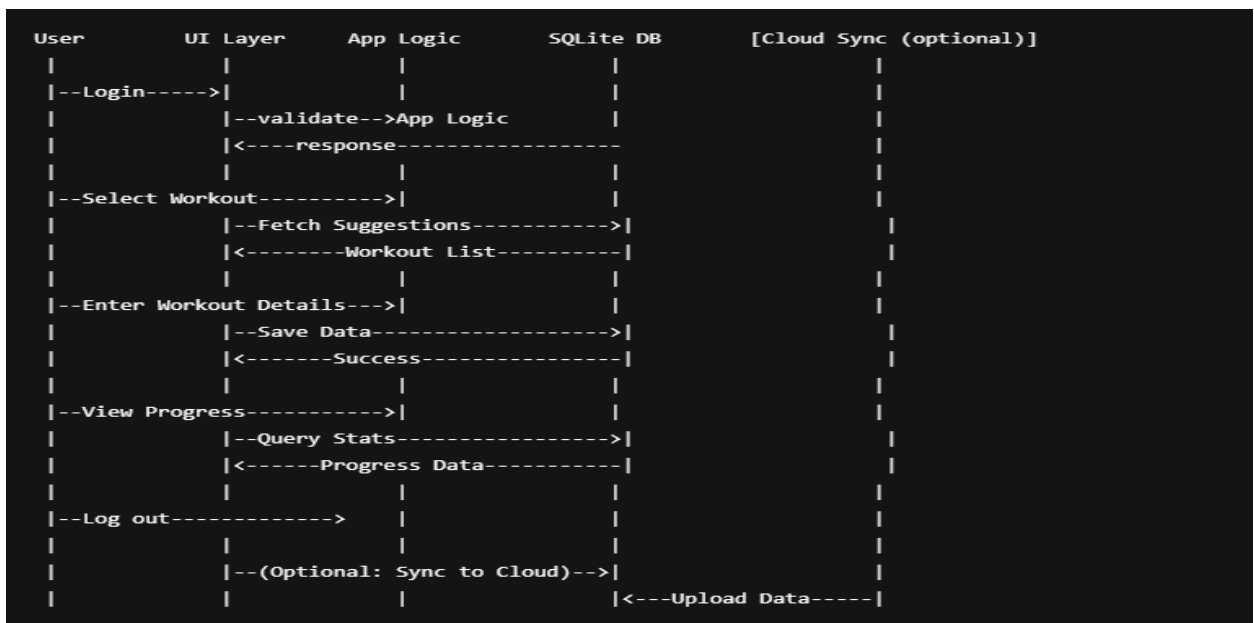 User UI Layer App Logic SQLite DB [Cloud Sync (optional)]
| | | | |
|--Login----->| | | |
| |--validate-->App Logic | |
| |<----response------------------ |
| | | | |
|--Select Workout---------->| | |
| |--Fetch Suggestions----------->| |
| |<--------Workout List----------| |
| | | | |
|--Enter Workout Details--->| | |
| |--Save Data------------------->| |
| |<-------Success----------------| |
| | | | |
|--View Progress----------->| | |
| |--Query Stats----------------->| |
| |<------Progress Data-----------| |
| | | | |
|--Log out-------------> | | |
| | | | |
| |--(Optional: Sync to Cloud)-->| |
| | | |<---Upload Data-----|